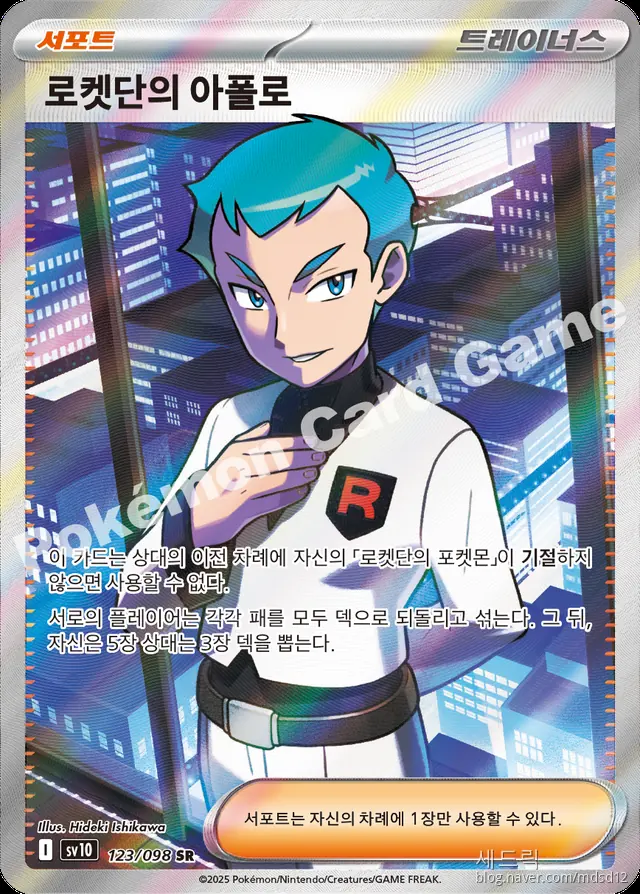 서포트
트레이너스
로켓단의 아폴로
R
Pokémon Card Game
이 카드는 상대의 이전 차례에 자신의 「로켓단의 포켓몬」이 기절하지
않으면 사용할 수 없다.
서로의 플레이어는 각각 패를 모두 덱으로 되돌리고 섞는다. 그 뒤,
자신은 5장 상대는 3장 덱을 뽑는다.
서포트는 자신의 차례에 1장만 사용할 수 있다.
Illus. Hideki Ishikawa
I sv10 123/098 SR
세드림
blog.naver.com/mdsd12
©2025 Pokémon/Nintendo/Creatures/GAME FREAK.